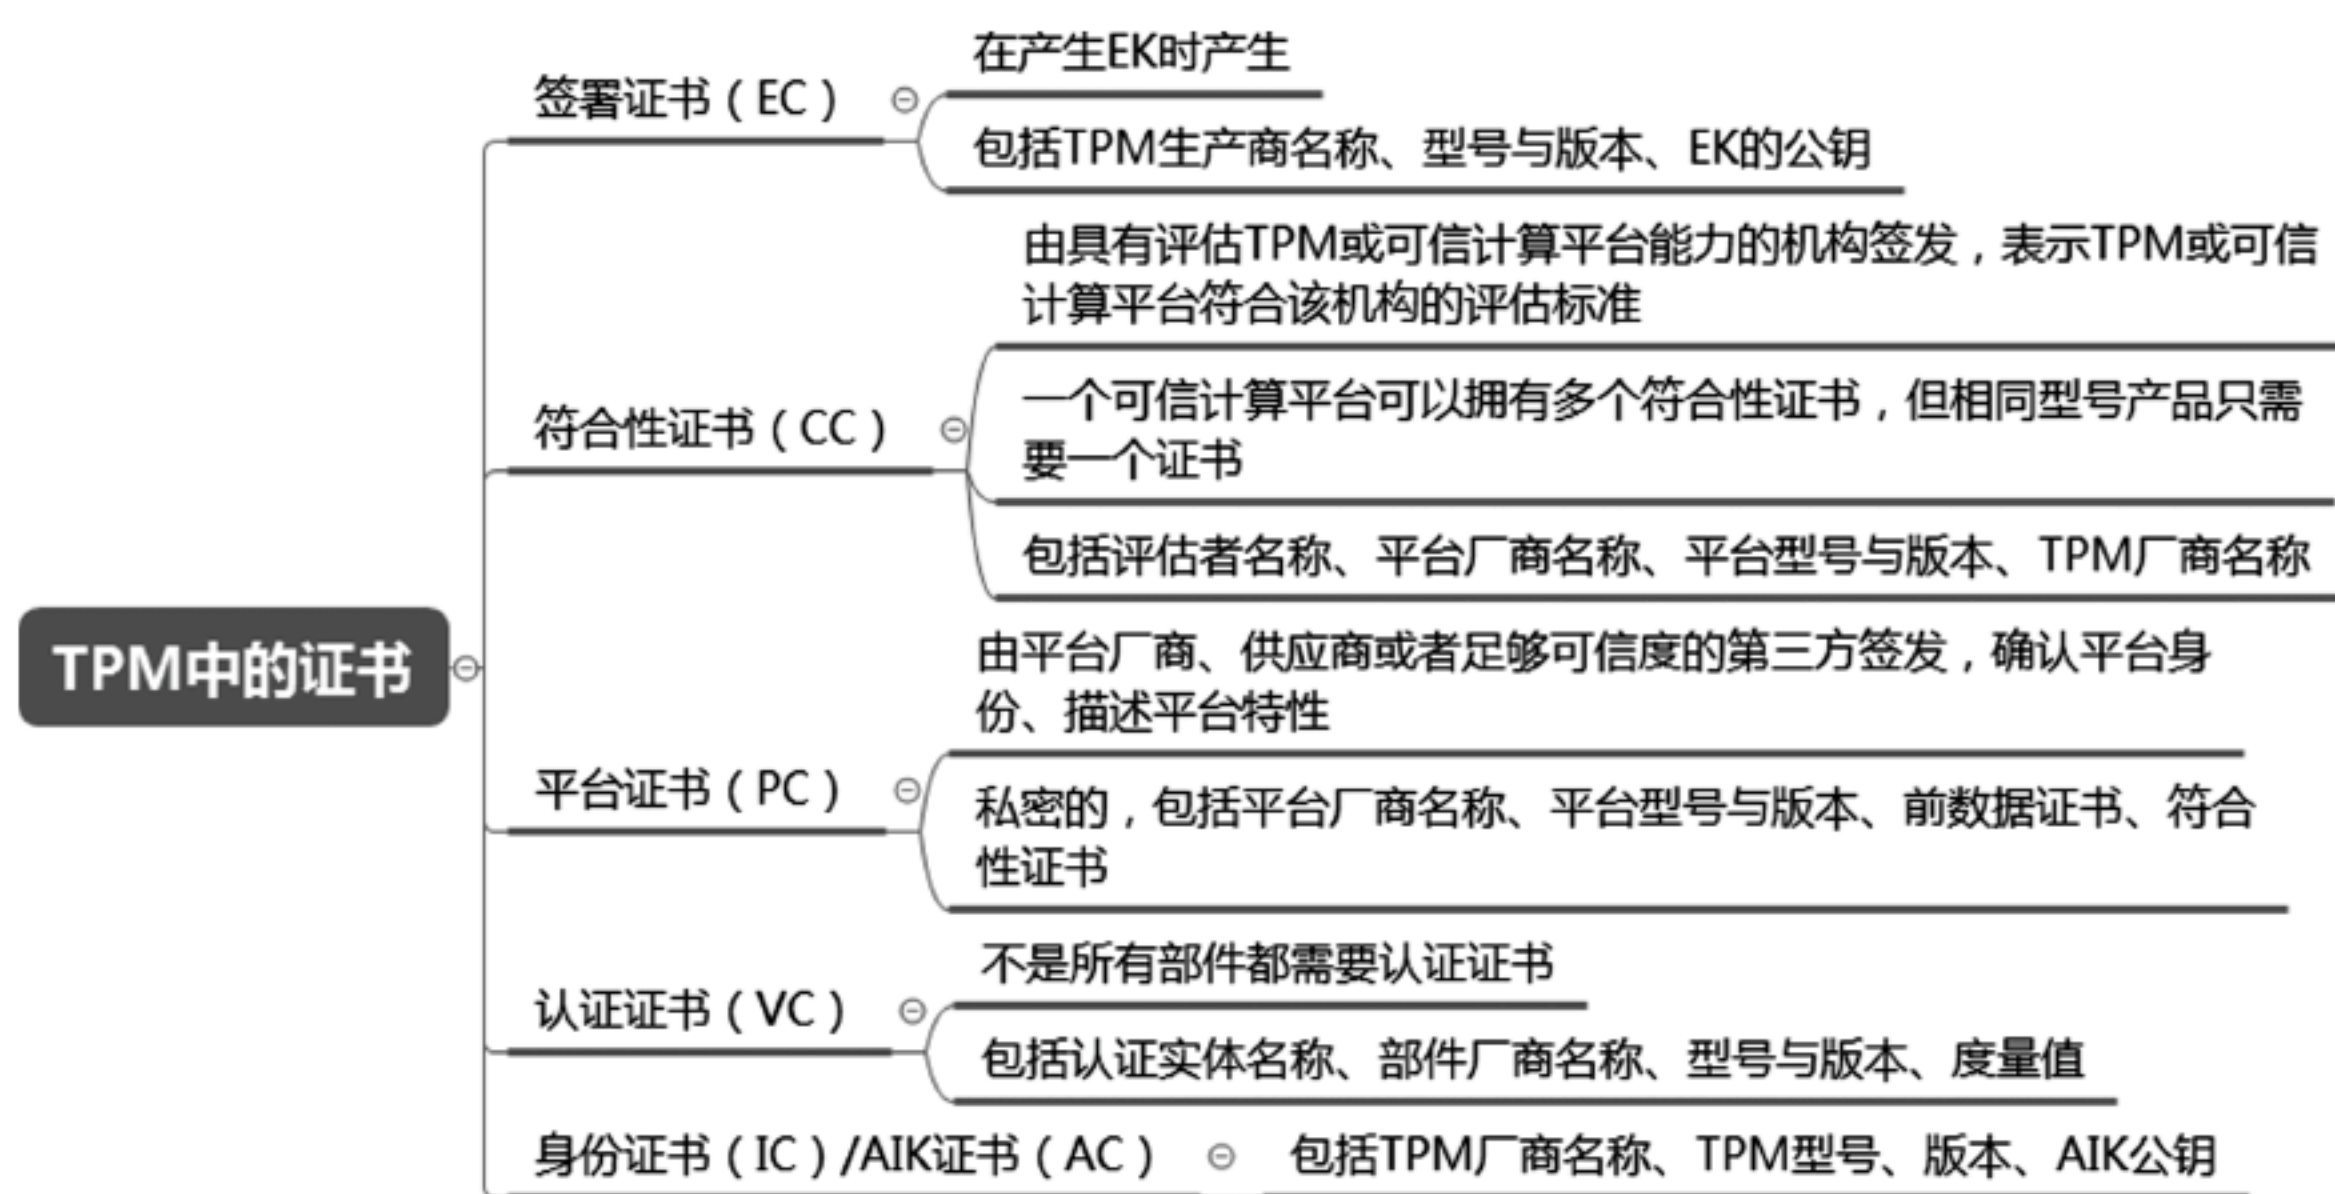 在产生EK时产生
签署证书（EC）
包括TPM生产商名称、型号与版本、EK的公钥
由具有评估TPM或可信计算平台能力的机构签发，表示TPM或可信
计算平台符合该机构的评估标准
符合性证书（CC）
一个可信计算平台可以拥有多个符合性证书，但相同型号产品只需
要一个证书
包括评估者名称、平台厂商名称、平台型号与版本、TPM厂商名称
TPM中的证书
由平台厂商、供应商或者足够可信度的第三方签发，确认平台身
份、描述平台特性
平台证书（PC）
私密的，包括平台厂商名称、平台型号与版本、前数据证书、符合
性证书
不是所有部件都需要认证证书
认证证书（VC）
包括认证实体名称、部件厂商名称、型号与版本、度量值
身份证书（IC）/AIK证书（AC）
包括TPM厂商名称、TPM型号、版本、AIK公钥